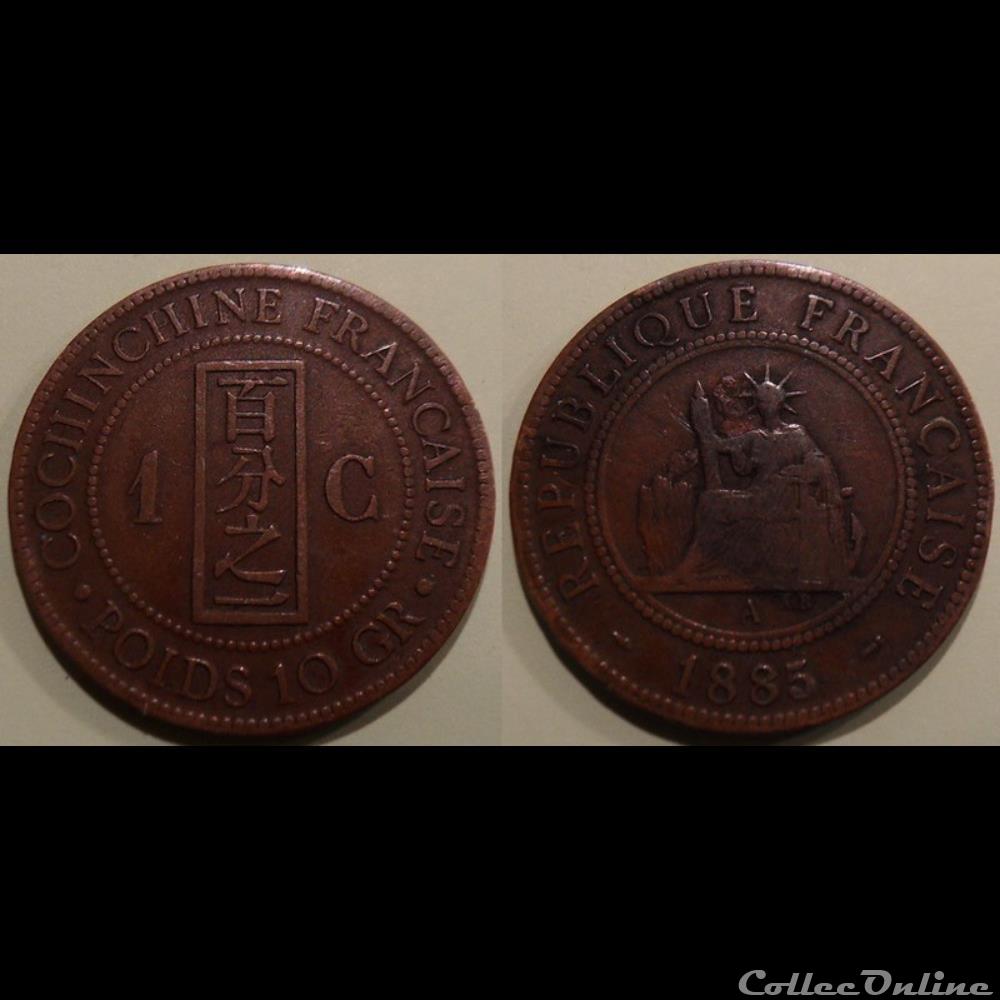 COCHINCHINE FRANCAISE
百分之一
1 C
• POIDS 10 GR •
REPUBLIQUE FRANCAISE
A
- 1885 -
CollecOnline